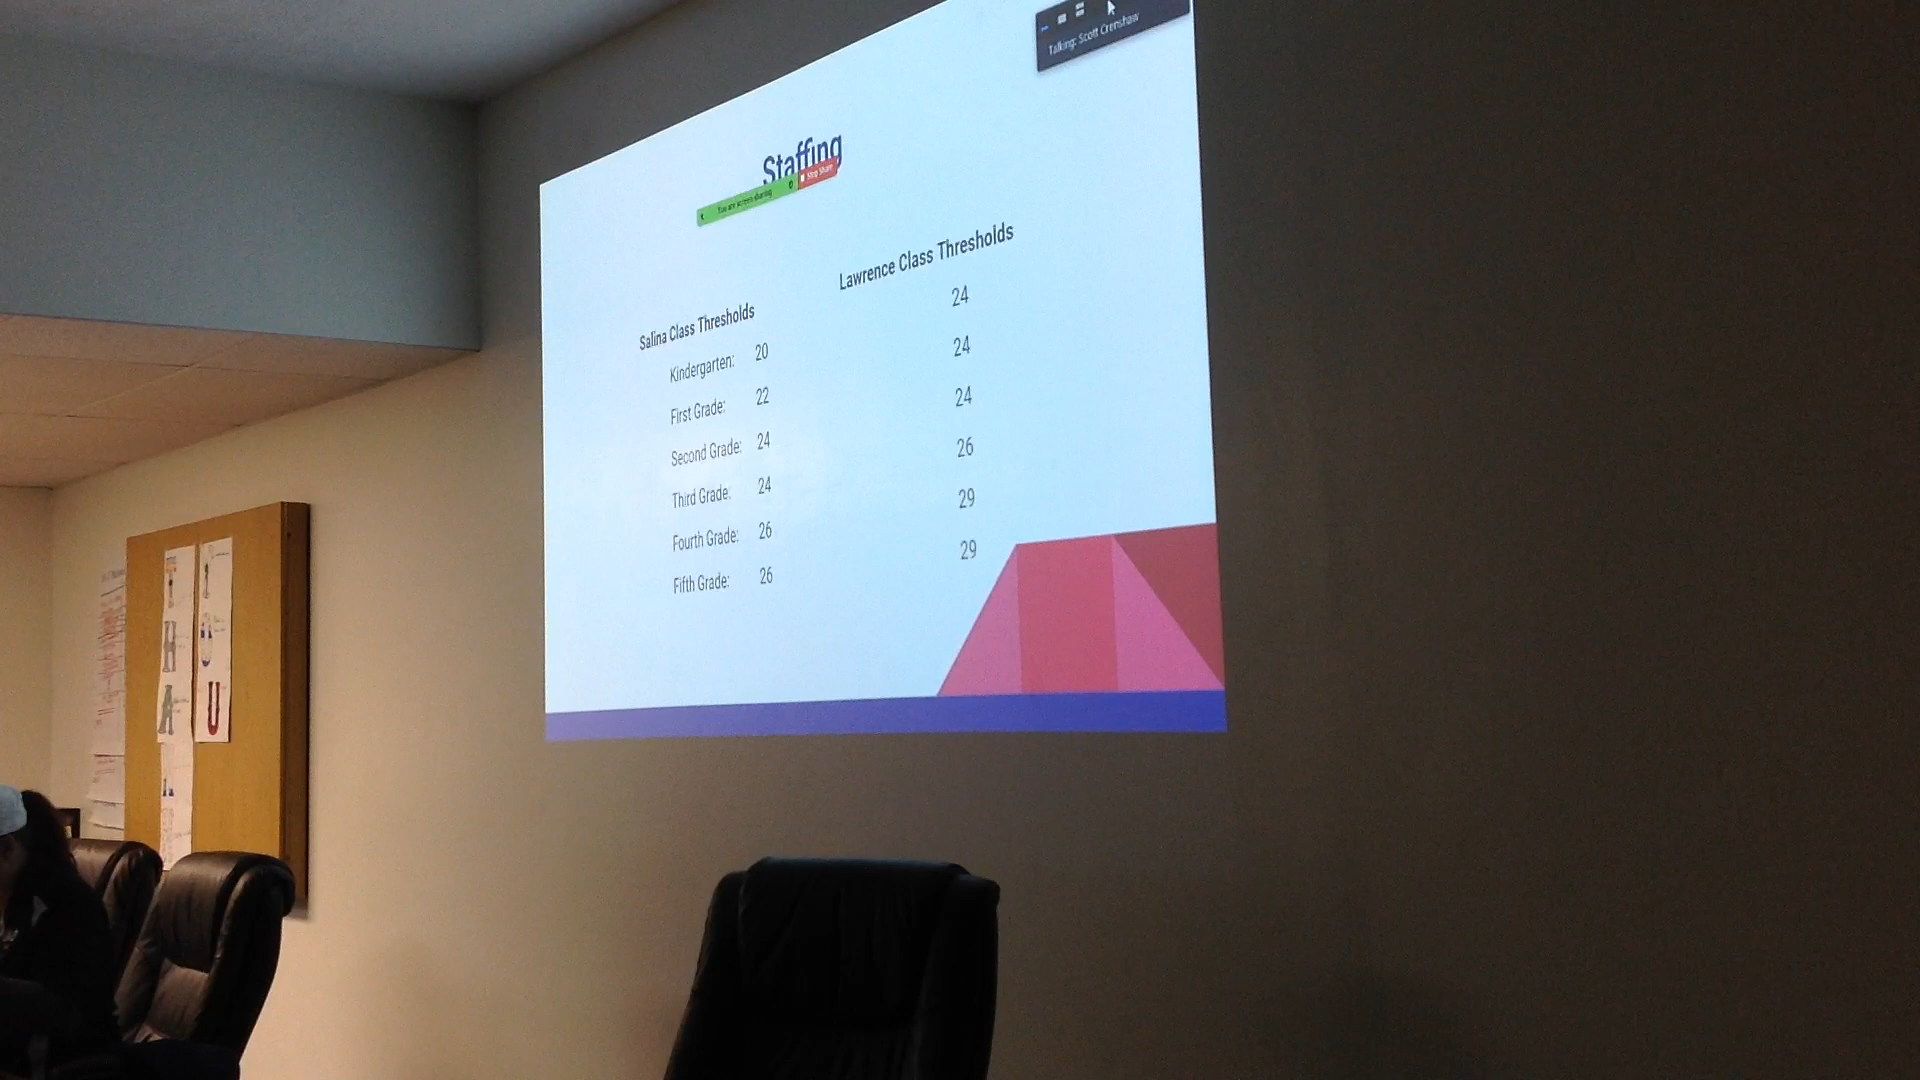 Talking: Scott Crenshaw
Staffing
You are screen sharing
Stop Share
Salina Class Thresholds
Kindergarten: 20
First Grade: 22
Second Grade: 24
Third Grade: 24
Fourth Grade: 26
Fifth Grade: 26
Lawrence Class Thresholds
24
24
24
26
29
29
H
A
U